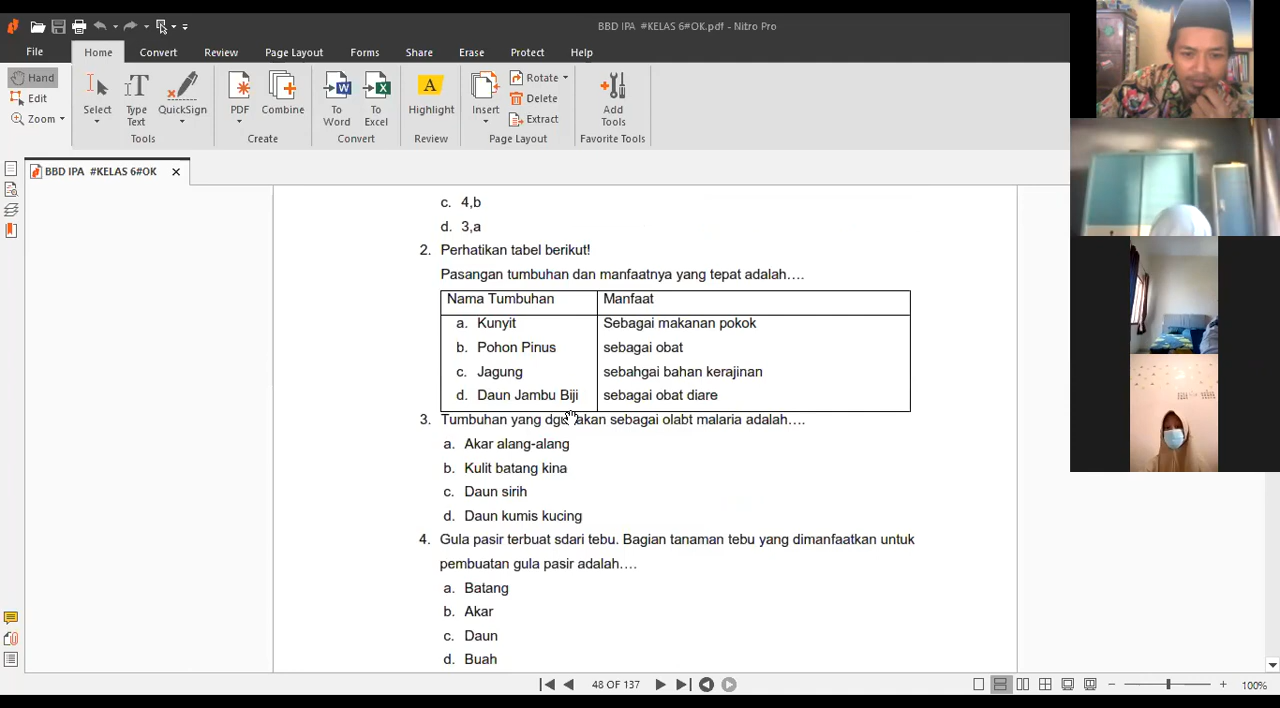 BBD IPA #KELAS 6#OK.pdf - Nitro Pro
File Home Convert Review Page Layout Forms Share Erase Protect Help
Hand
Edit
Zoom
Select
Type Text
QuickSign
PDF
Combine
To Word
To Excel
Highlight
Insert
Rotate
Delete
Extract
Add Tools
Tools Create Convert Review Page Layout Favorite Tools
BBD IPA #KELAS 6#OK
c. 4,b
d. 3,a
2. Perhatikan tabel berikut!
Pasangan tumbuhan dan manfaatnya yang tepat adalah….
Nama Tumbuhan Manfaat
a. Kunyit Sebagai makanan pokok
b. Pohon Pinus sebagai obat
c. Jagung sebahgai bahan kerajinan
d. Daun Jambu Biji sebagai obat diare
3. Tumbuhan yang akan sebagai olabt malaria adalah….
a. Akar alang-alang
b. Kulit batang kina
c. Daun sirih
d. Daun kumis kucing
4. Gula pasir terbuat sdari tebu. Bagian tanaman tebu yang dimanfaatkan untuk
pembuatan gula pasir adalah….
a. Batang
b. Akar
c. Daun
d. Buah
48 OF 137
100%